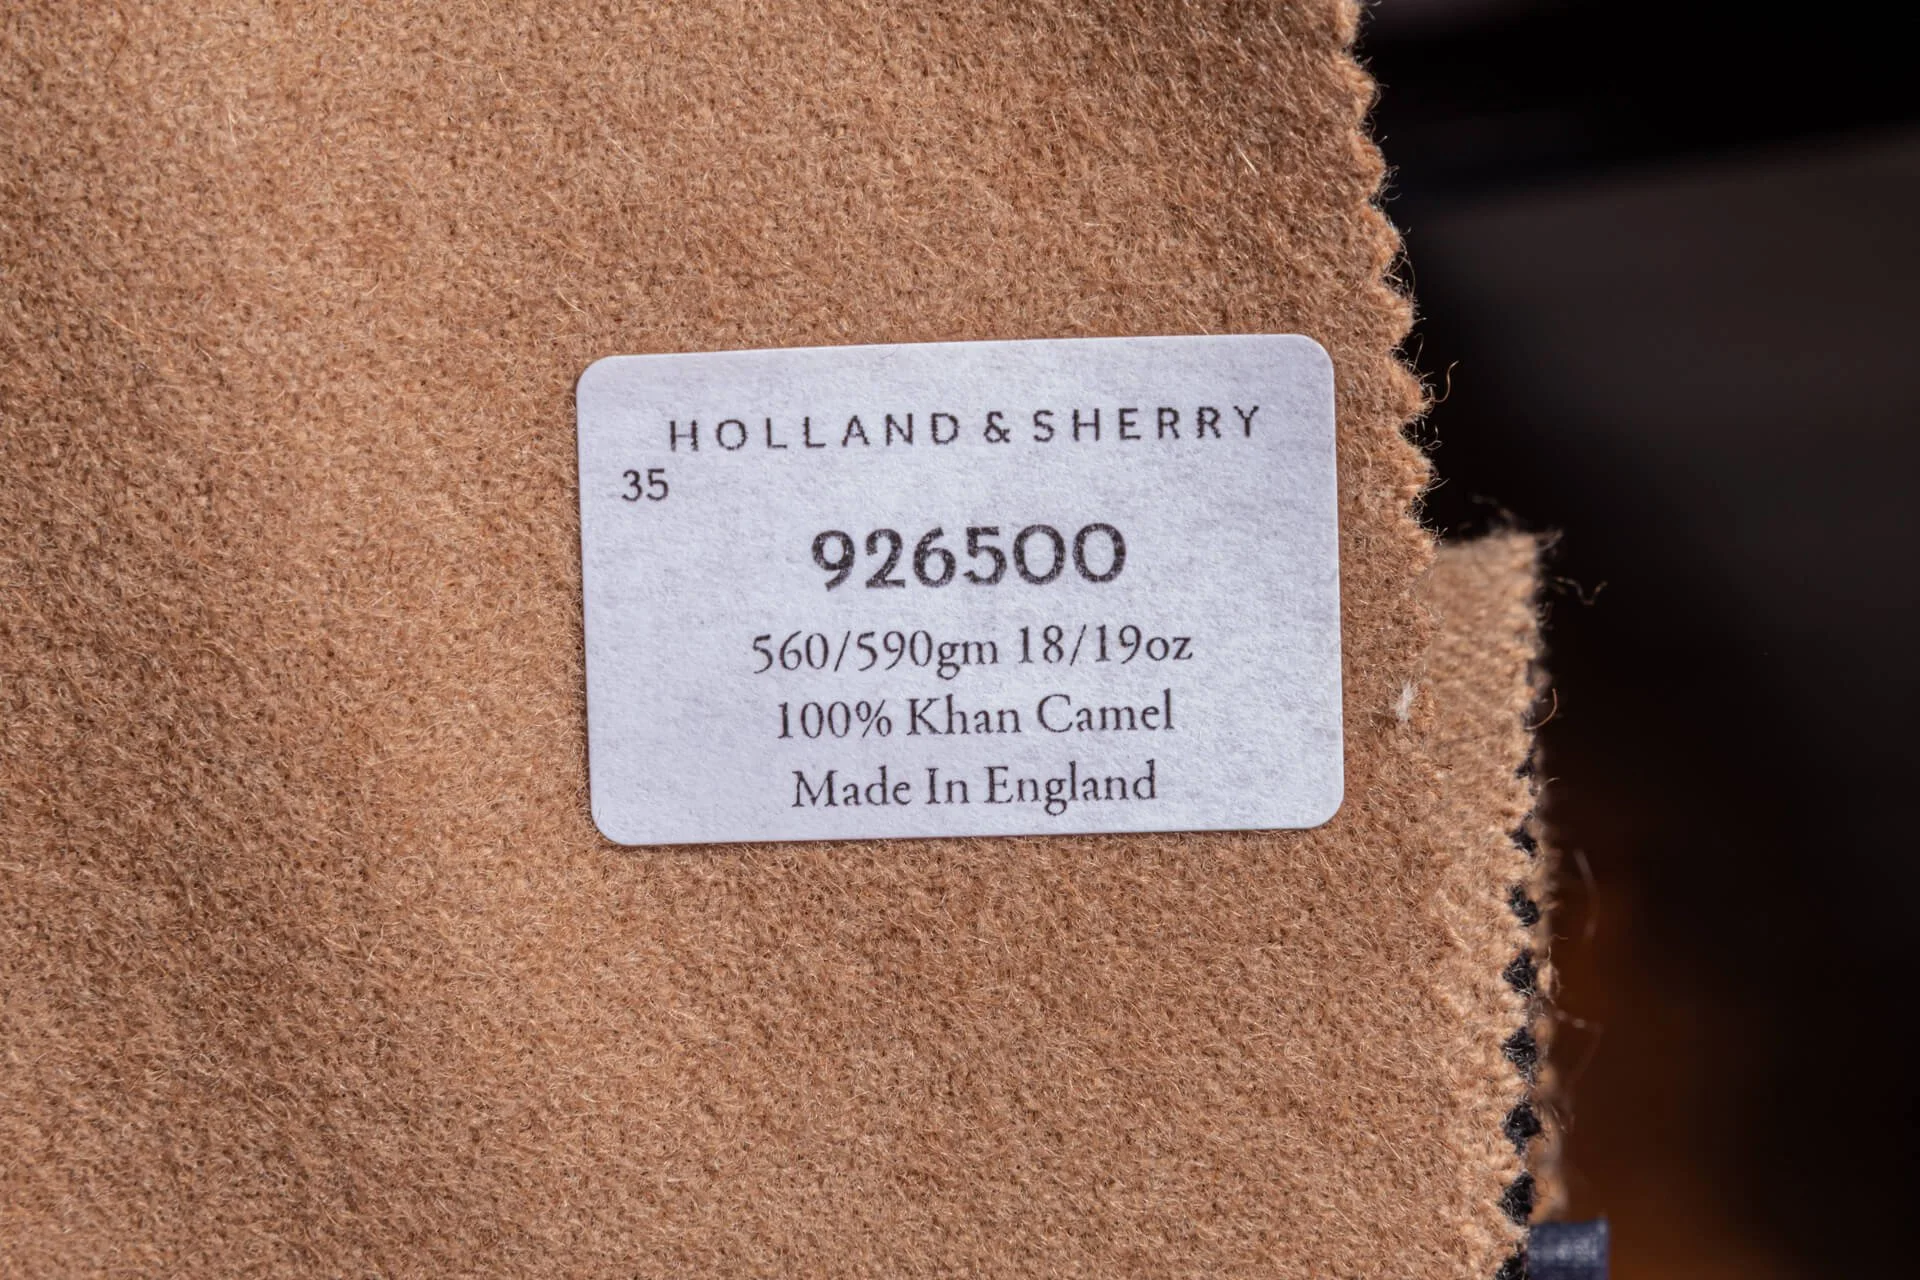 HOLLAND & SHERRY
35
926500
560/590gm 18/19oz
100% Khan Camel
Made In England